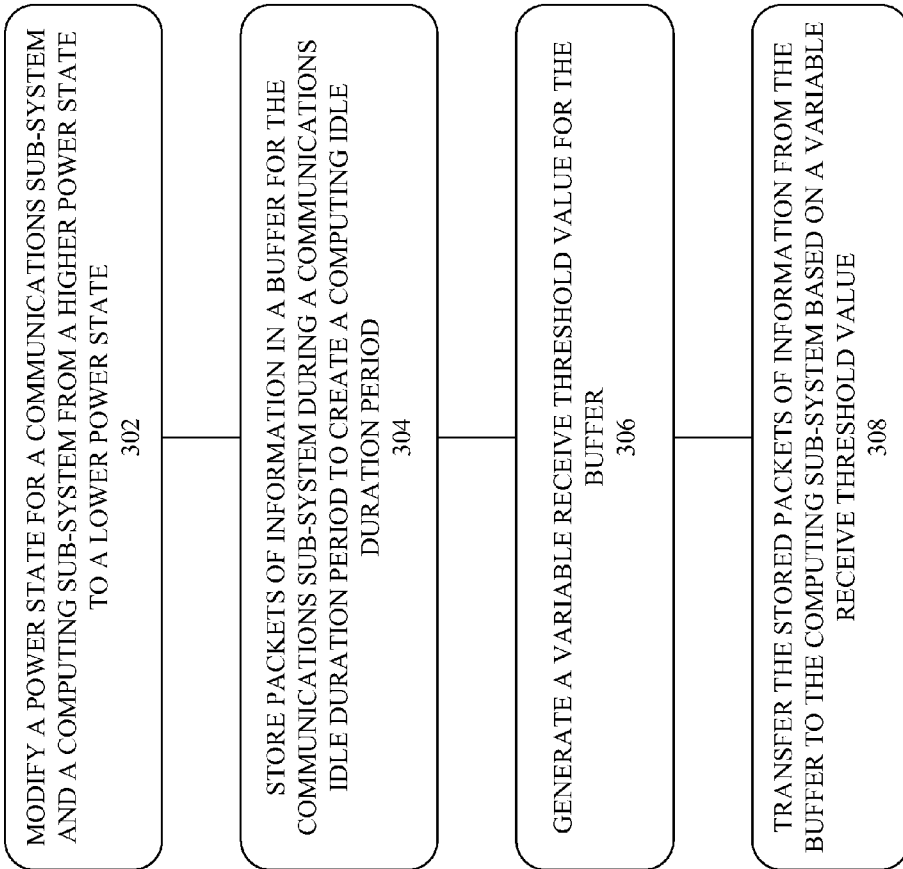 MODIFY A POWER STATE FOR A COMMUNICATIONS SUB-SYSTEM
AND A COMPUTING SUB-SYSTEM FROM A HIGHER POWER STATE
TO A LOWER POWER STATE
302
STORE PACKETS OF INFORMATION IN A BUFFER FOR THE
COMMUNICATIONS SUB-SYSTEM DURING A COMMUNICATIONS
IDLE DURATION PERIOD TO CREATE A COMPUTING IDLE
DURATION PERIOD
304
GENERATE A VARIABLE RECEIVE THRESHOLD VALUE FOR THE
BUFFER
306
TRANSFER THE STORED PACKETS OF INFORMATION FROM THE
BUFFER TO THE COMPUTING SUB-SYSTEM BASED ON A VARIABLE
RECEIVE THRESHOLD VALUE
308